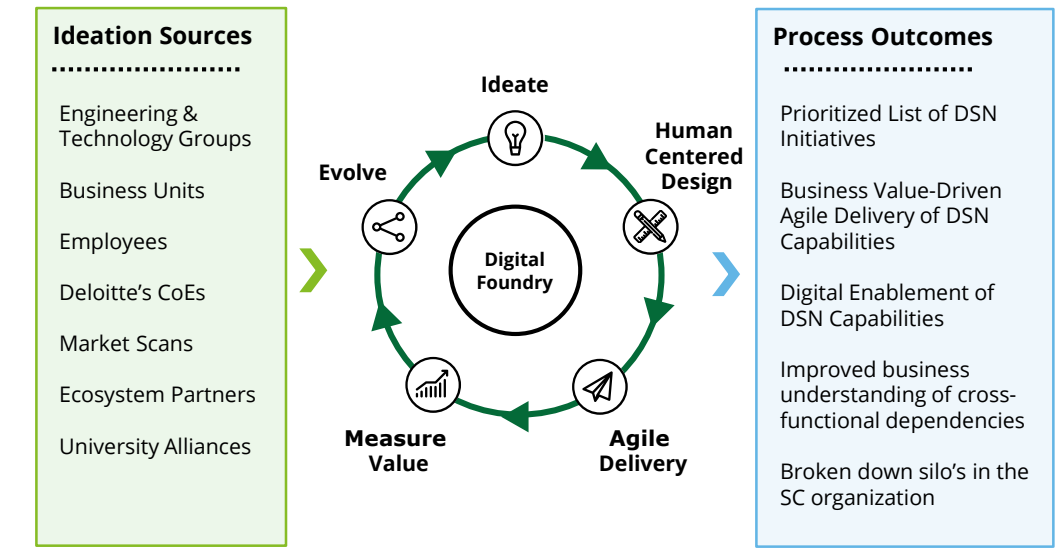 Ideation Sources
Engineering &
Technology Groups
Business Units
Employees
Deloitte's CoEs
Market Scans
Ecosystem Partners
University Alliances
Ideate
Human
Centered
Design
Evolve
Digital
Foundry
Measure
Value
Agile
Delivery
Process Outcomes
Prioritized List of DSN
Initiatives
Business Value-Driven
Agile Delivery of DSN
Capabilities
Digital Enablement of
DSN Capabilities
Improved business
understanding of cross-
functional dependencies
Broken down silo's in the
SC organization